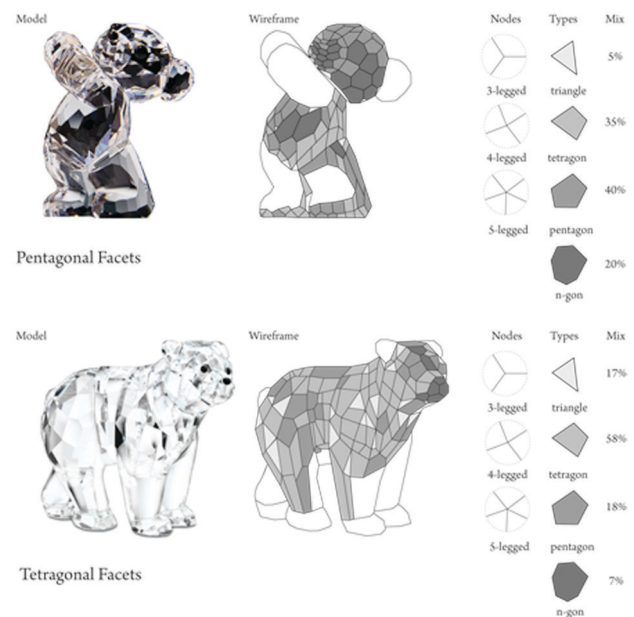 Model Wireframe Nodes Types Mix
5%
3-legged triangle
35%
4-legged tetragon
40%
5-legged pentagon
Pentagonal Facets
20%
n-gon
Model Wireframe Nodes Types Mix
17%
3-legged triangle
58%
4-legged tetragon
18%
5-legged pentagon
Tetragonal Facets
7%
n-gon